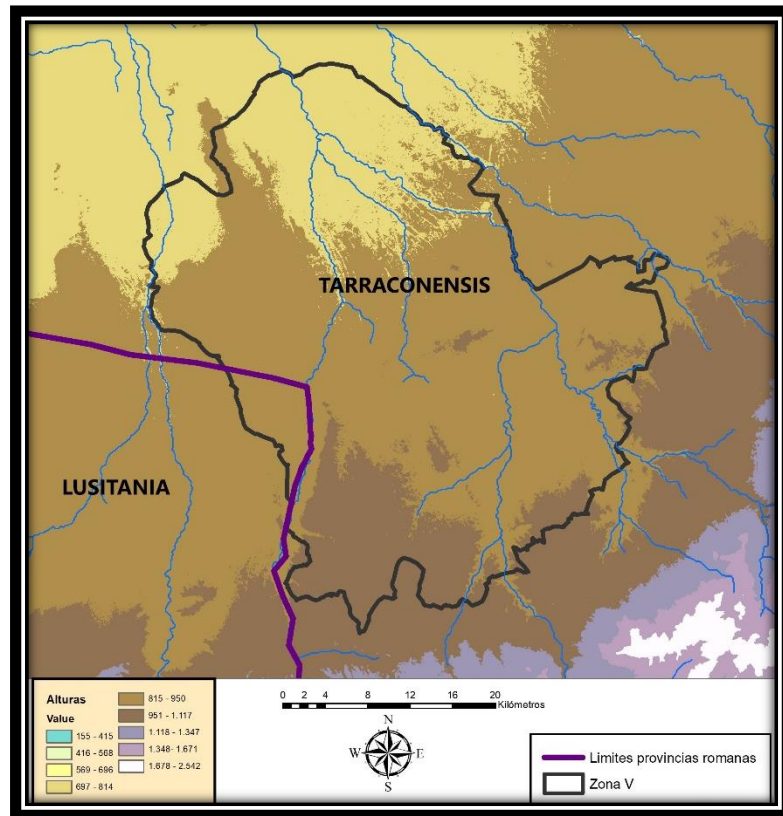 TARRACONENSIS
LUSITANIA
Alturas
Value
155 - 415
416 - 568
569 - 696
697 - 814
815 - 950
951 - 1.117
1.118 - 1.347
1.348- 1.671
1.678 - 2.542
0 2 4 8 12 16 20
Kilómetros
N
W E
S
Limites provincias romanas
Zona V